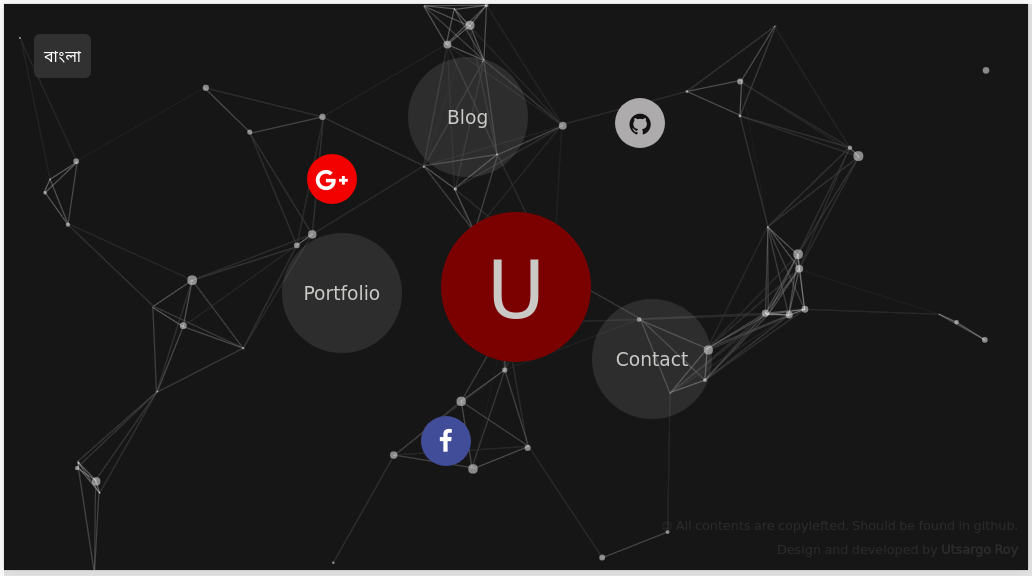 বাংলা
Blog
G+
Portfolio
U
Contact
f
© All contents are copylefted. Should be found in github.
Design and developed by Utsargo Roy